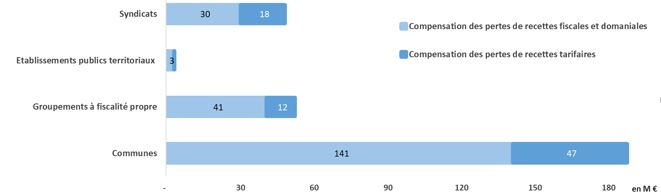 Syndicats
30
18
Compensation des pertes de recettes fiscales et domaniales
Compensation des pertes de recettes tarifaires
Etablissements publics territoriaux
3
Groupements à fiscalité propre
41
12
Communes
141
47
- 30 60 90 120 150 180 en M €